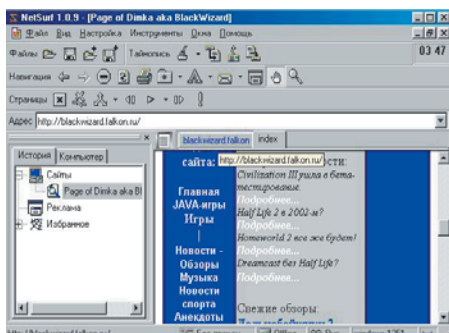 NetSurf 1.0.9 - [Page of Dimka aka BlackWizard]
Файл Вид Настройка Инструменты Окна Помощь
Файлы Тайнопись 03 47
Навигация
Страницы
Адрес http://blackwizard.falkon.ru/
blackwizard.falkon index
http://blackwizard.falkon.ru/
История Компьютер
Сайты
Page of Dimka aka Bl
Реклама
Избранное
сайта:
Главная
JAVA-игры
Игры
|
Новости -
Обзоры
Музыка
Новости
спорта
Анекдоты
Civilization III ушла в бета-
тестирование.
Подробнее...
Half Life 2 в 2002-м?
Подробнее...
Homeworld 2 все же будет!
Подробнее...
Dreamcast без Half Life?
Подробнее...
Свежие обзоры: